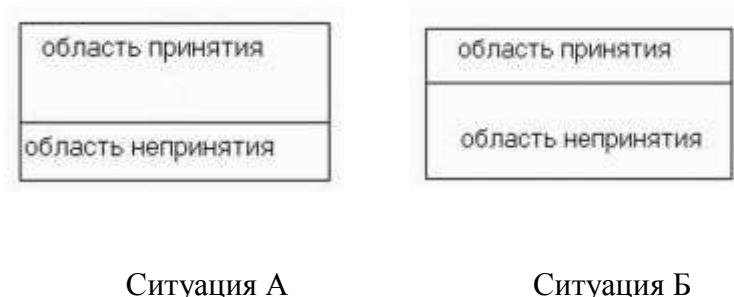 область принятия
область непринятия
область принятия
область непринятия
Ситуация А
Ситуация Б